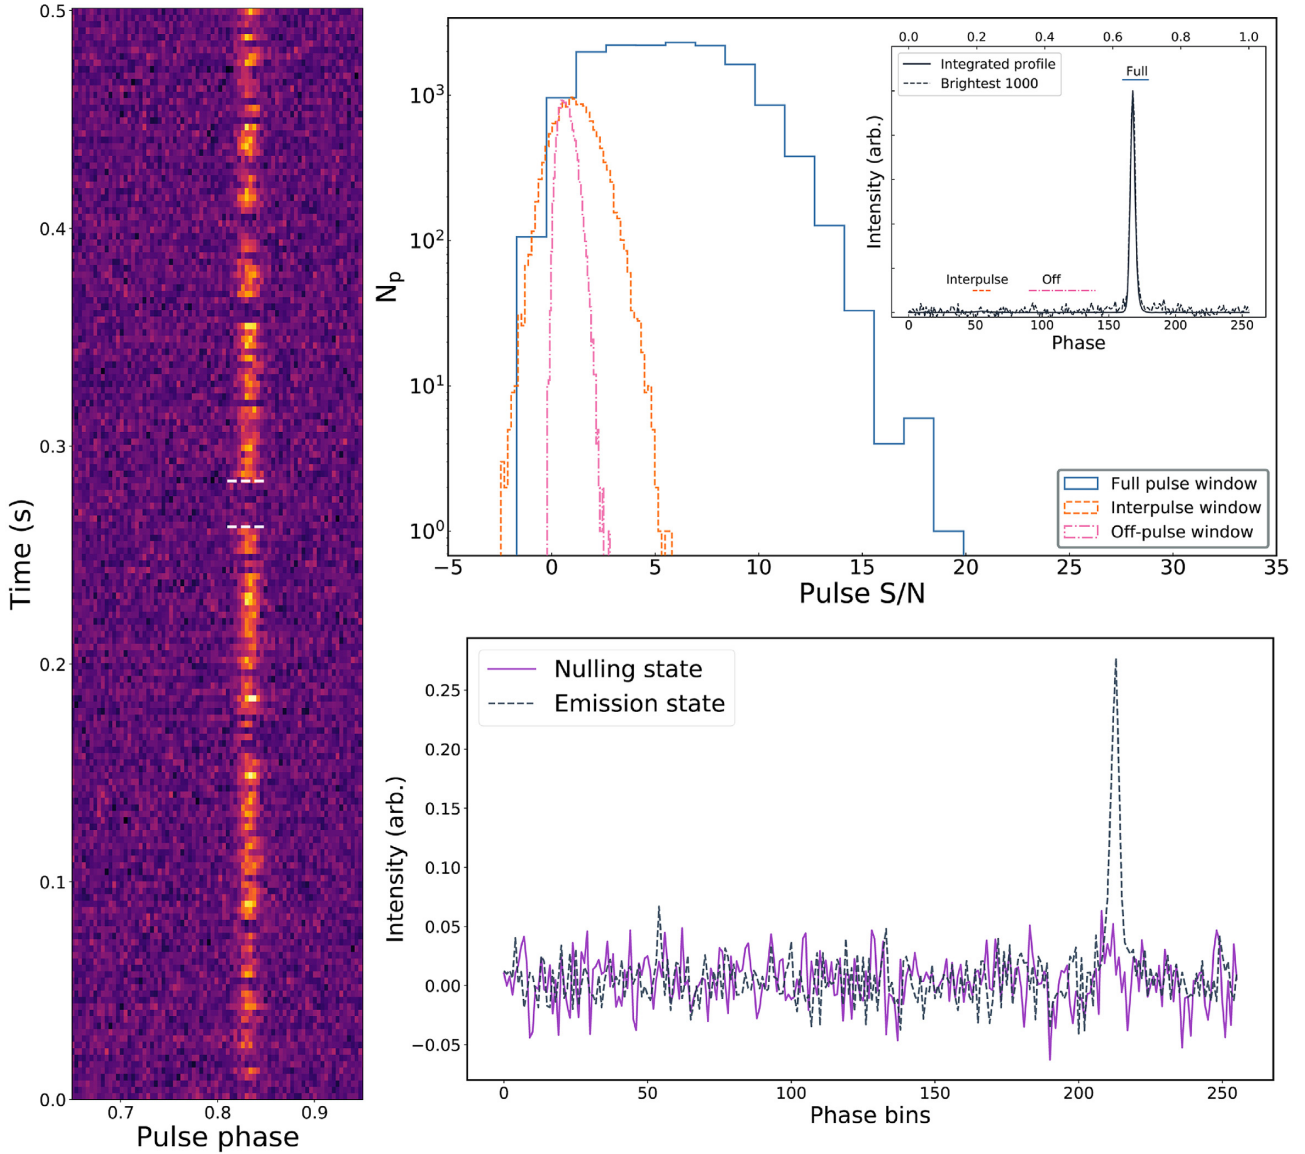 0.5
0.4
0.3
0.2
0.1
0.0
Time (s)
0.7 0.8 0.9
Pulse phase
10³
10²
10¹
10⁰
Nₚ
−5 0 5 10 15 20 25 30 35
Pulse S/N
Full pulse window
Interpulse window
Off-pulse window
0.0 0.2 0.4 0.6 0.8 1.0
Integrated profile
Brightest 1000
Full
Interpulse Off
Intensity (arb.)
0 50 100 150 200 250
Phase
Nulling state
Emission state
0.25
0.20
0.15
0.10
0.05
0.00
−0.05
Intensity (arb.)
0 50 100 150 200 250
Phase bins